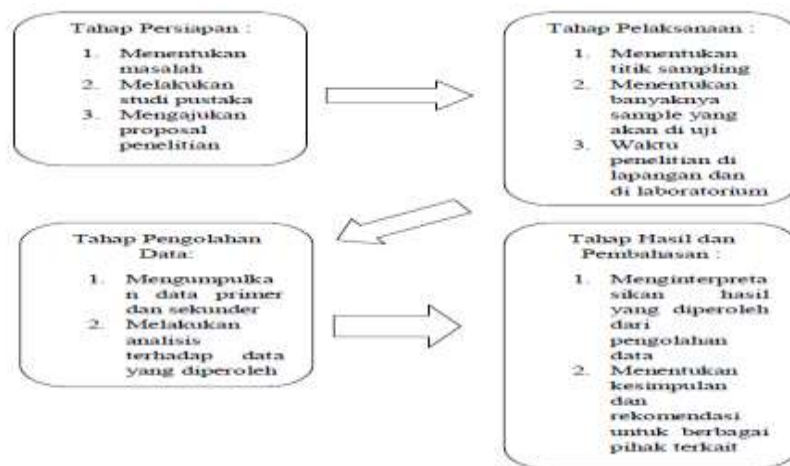 Tahap Persiapan :
1. Menentukan
masalah
2. Melakukan
studi pustaka
3. Mengajukan
proposal
penelitian
Tahap Pelaksanaan :
1. Menentukan
titik sampling
2. Menentukan
banyaknya
sample yang
akan di uji
3. Waktu
penelitian di
lapangan dan
di laboratorium
Tahap Pengolahan
Data:
1. Mengumpulka
n data primer
dan sekunder
2. Melakukan
analisis
terhadap data
yang diperoleh
Tahap Hasil dan
Pembahasan :
1. Menginterpreta
sikan hasil
yang diperoleh
dari
pengolahan
data
2. Menentukan
kesimpulan
dan
rekomendasi
untuk berbagai
pihak terkait